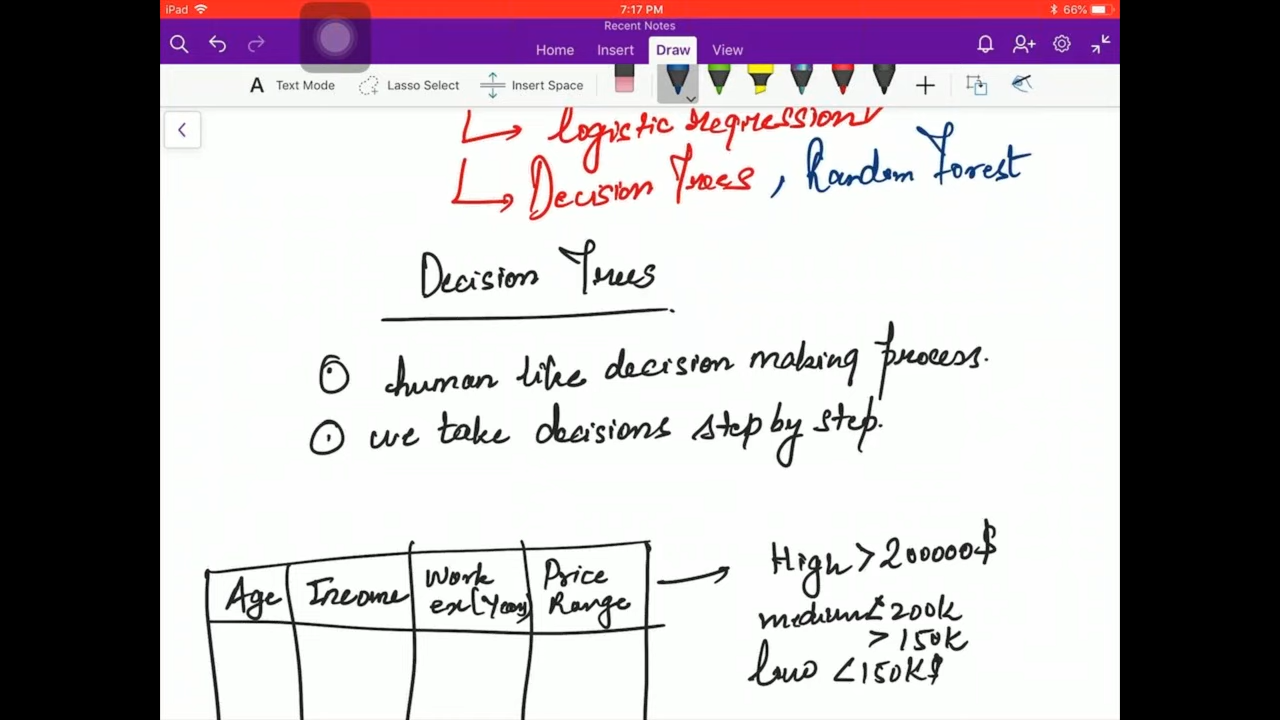 iPad 7:17 PM 66%
Recent Notes
Home Insert Draw View
A Text Mode Lasso Select Insert Space
Logistic regression
Decision Trees, Random Forest
Decision Trees
human like decision making process.
we take decisions step by step.
High > 200000$
Age Income Work ex(Years) Price Range
medium < 200k
> 150k
low < 150K$